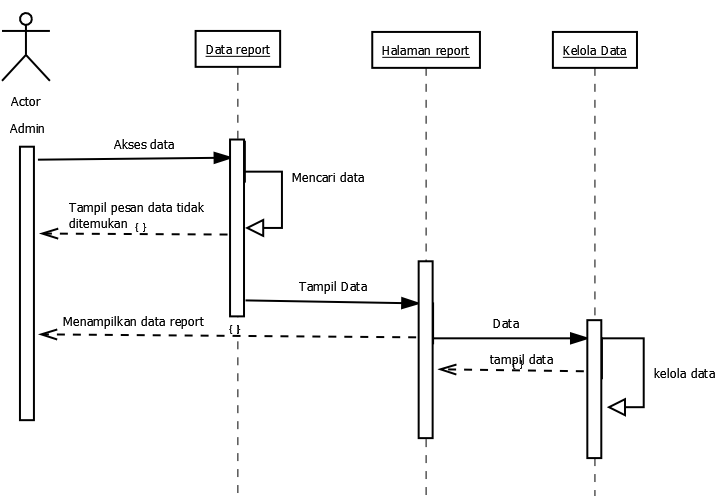 Data report
Halaman report
Kelola Data
Actor
Admin
Akses data
Mencari data
Tampil pesan data tidak
ditemukan { }
Tampil Data
Menampilkan data report
{ }
Data
tampil data
{ }
kelola data